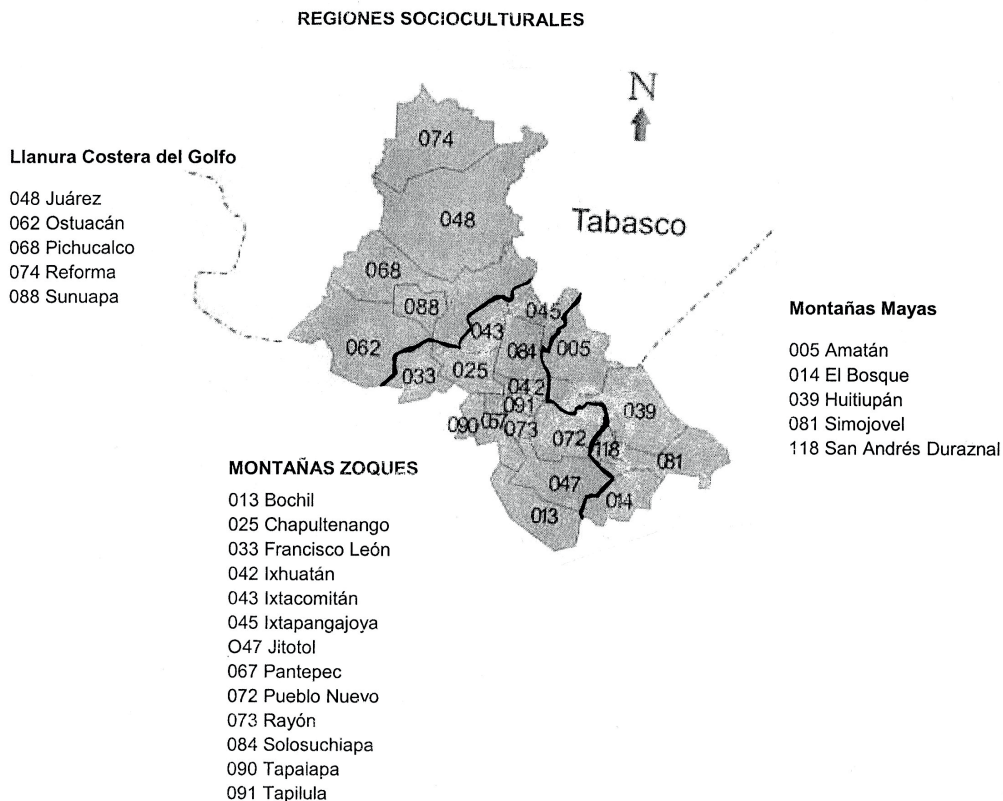 REGIONES SOCIOCULTURALES
N
Tabasco
Llanura Costera del Golfo
048 Juárez
062 Ostuacán
068 Pichucalco
074 Reforma
088 Sunuapa
074
048
068
088
062
045
043
084
005
033
025
042
091
039
090
067
073
072
118
081
047
014
013
Montañas Mayas
005 Amatán
014 El Bosque
039 Huitiupán
081 Simojovel
118 San Andrés Duraznal
MONTAÑAS ZOQUES
013 Bochil
025 Chapultenango
033 Francisco León
042 Ixhuatán
043 Ixtacomitán
045 Ixtapangajoya
O47 Jitotol
067 Pantepec
072 Pueblo Nuevo
073 Rayón
084 Solosuchiapa
090 Tapalapa
091 Tapilula